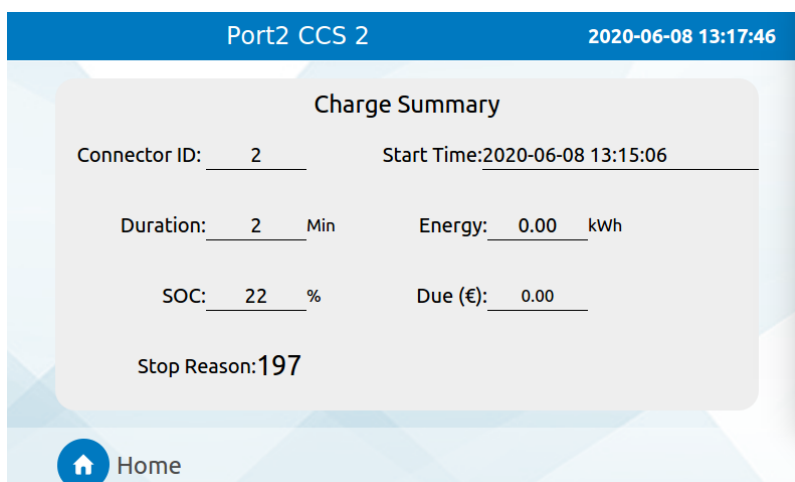 Port2 CCS 2 2020-06-08 13:17:46
Charge Summary
Connector ID: 2 Start Time:2020-06-08 13:15:06
Duration: 2 Min Energy: 0.00 kWh
SOC: 22 % Due (€): 0.00
Stop Reason:197
Home